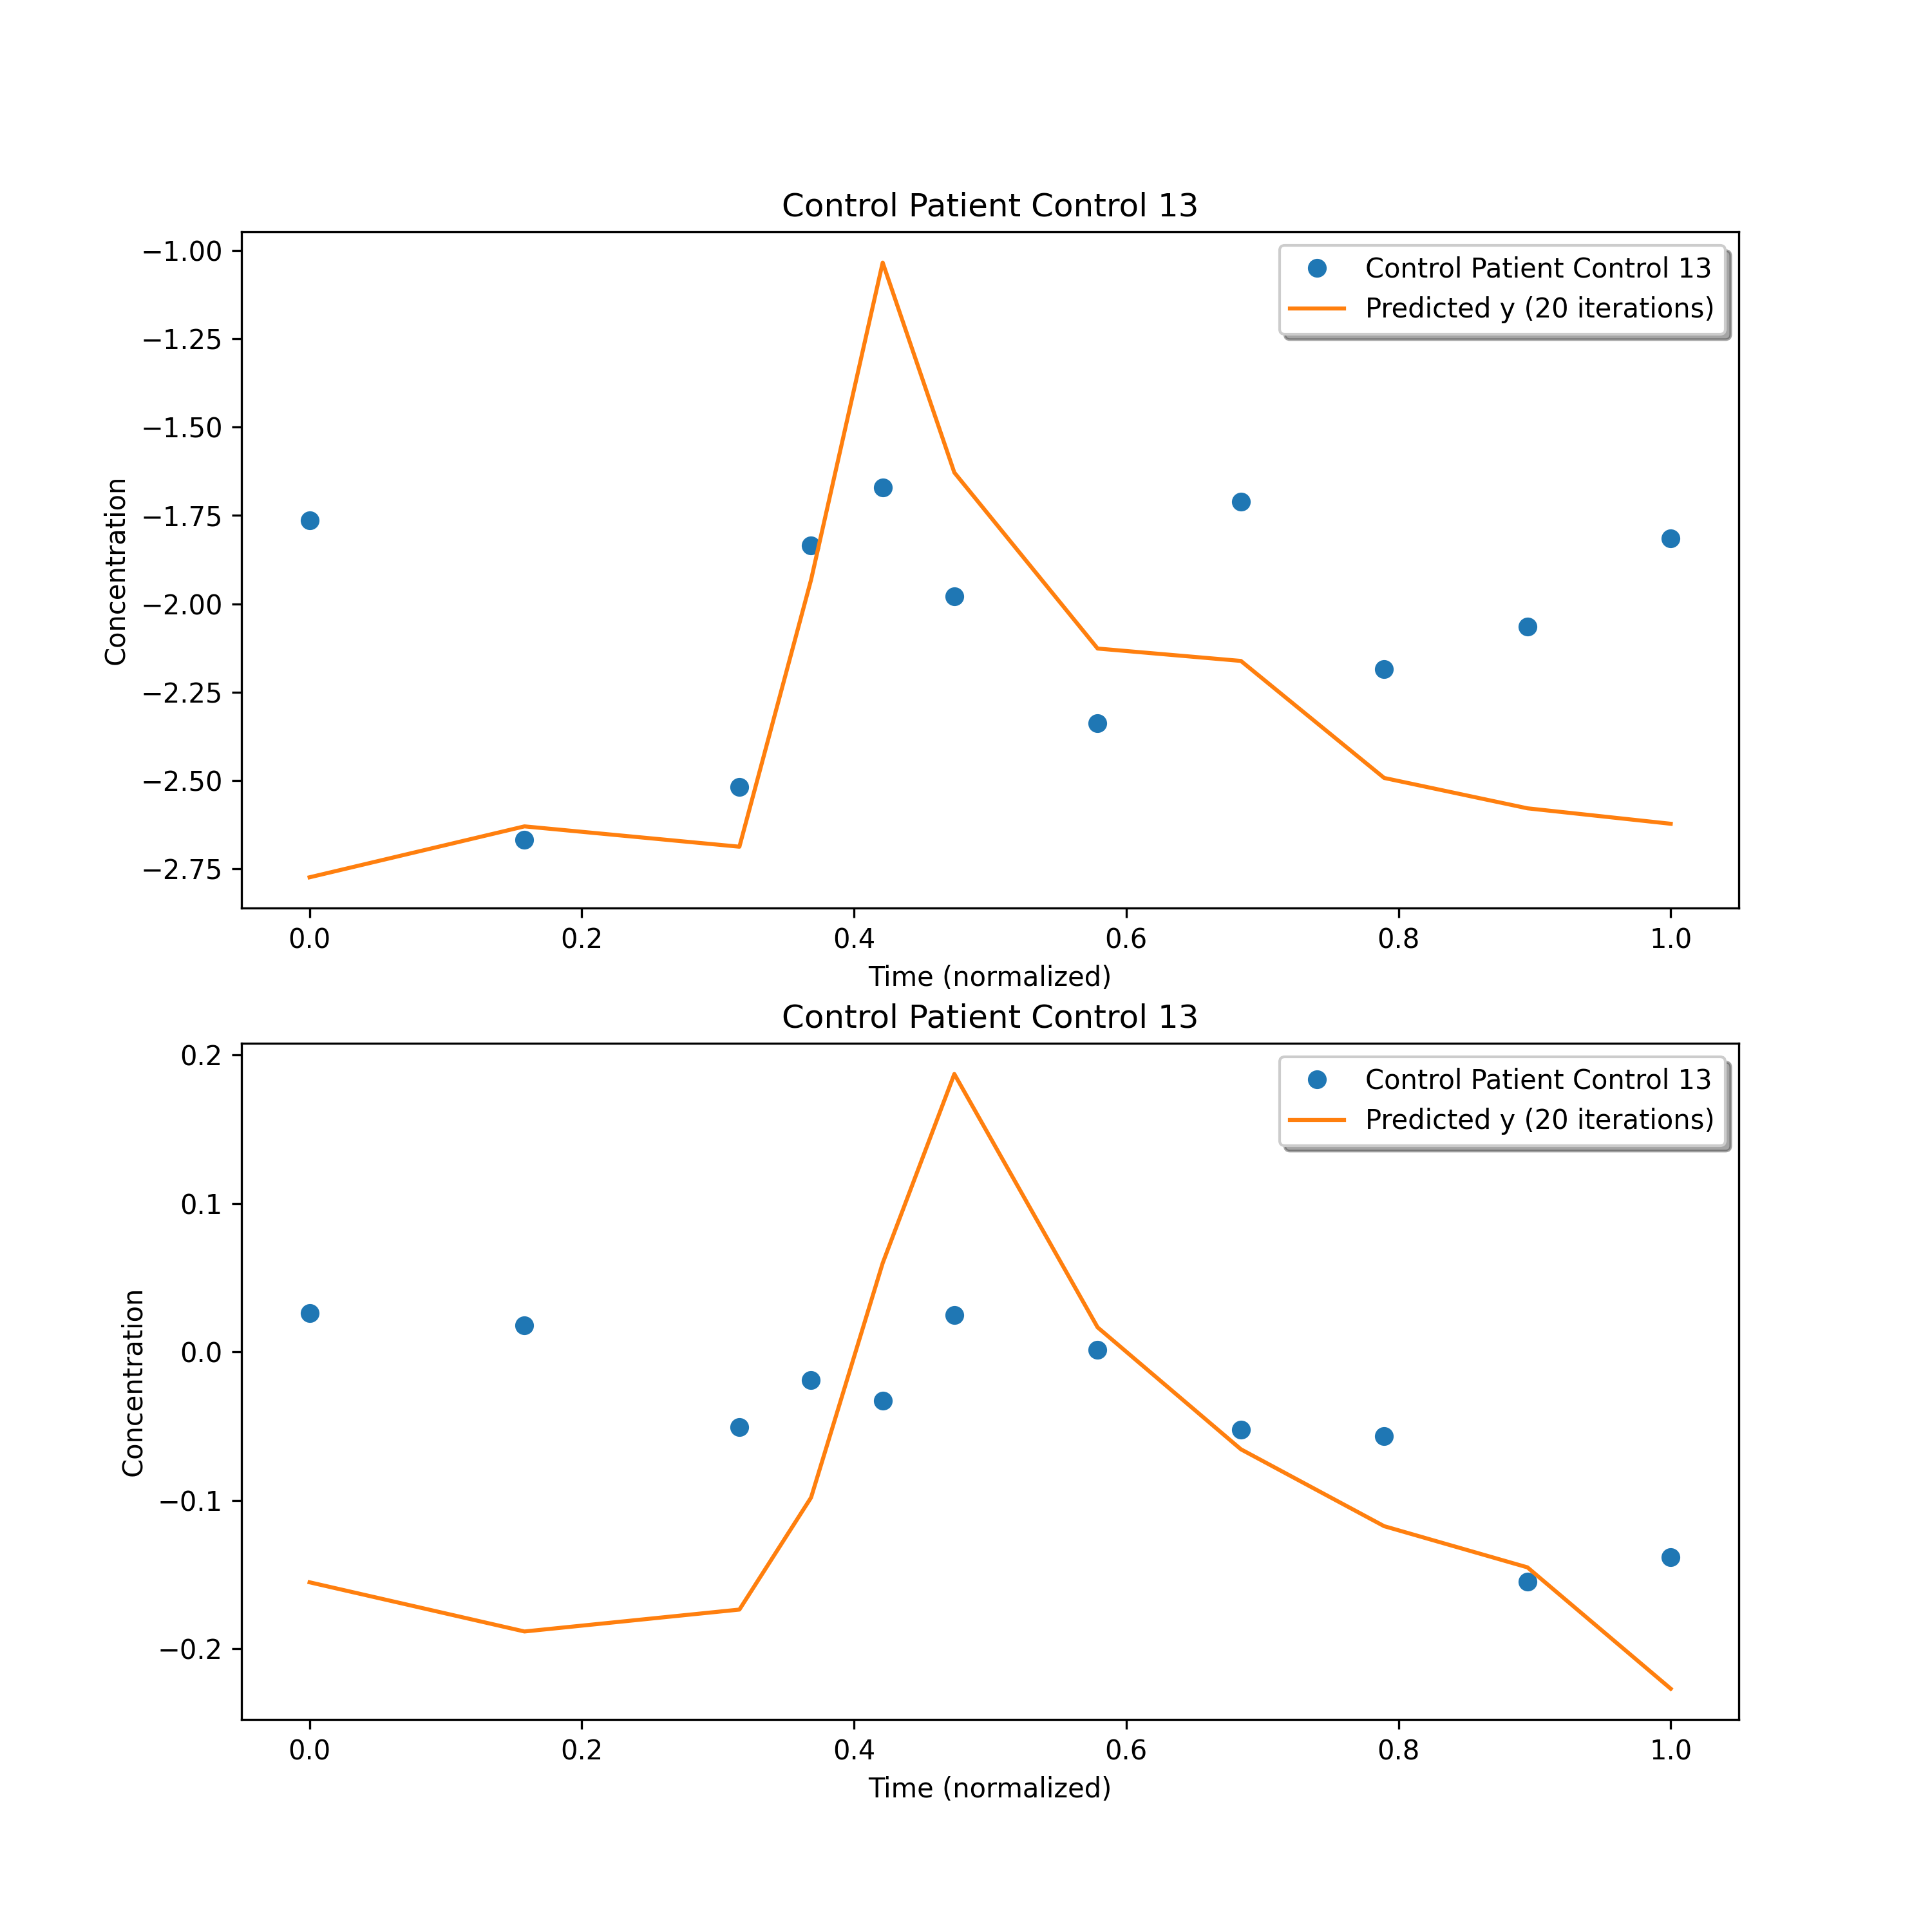 Control Patient Control 13
−1.00
−1.25
−1.50
−1.75
−2.00
−2.25
−2.50
−2.75
Concentration
Control Patient Control 13
Predicted y (20 iterations)
0.0 0.2 0.4 0.6 0.8 1.0
Time (normalized)
Control Patient Control 13
0.2
0.1
0.0
−0.1
−0.2
Concentration
Control Patient Control 13
Predicted y (20 iterations)
0.0 0.2 0.4 0.6 0.8 1.0
Time (normalized)